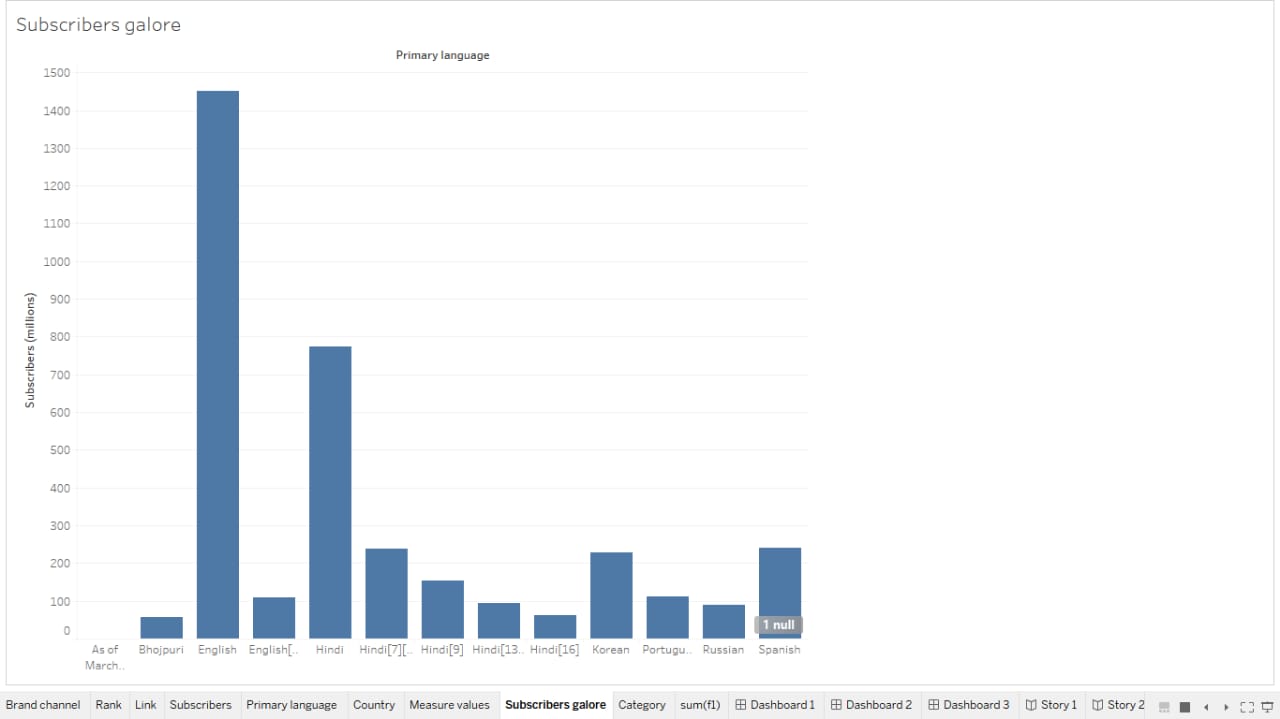 Subscribers galore
Primary language
1500
1400
1300
1200
1100
1000
900
800
700
600
500
400
300
200
100
0
Subscribers (millions)
1 null
As of March..
Bhojpuri
English
English[..
Hindi
Hindi[7][..
Hindi[9]
Hindi[13..
Hindi[16]
Korean
Portugu..
Russian
Spanish
Brand channel Rank Link Subscribers Primary language Country Measure values Subscribers galore Category sum(f1) Dashboard 1 Dashboard 2 Dashboard 3 Story 1 Story 2